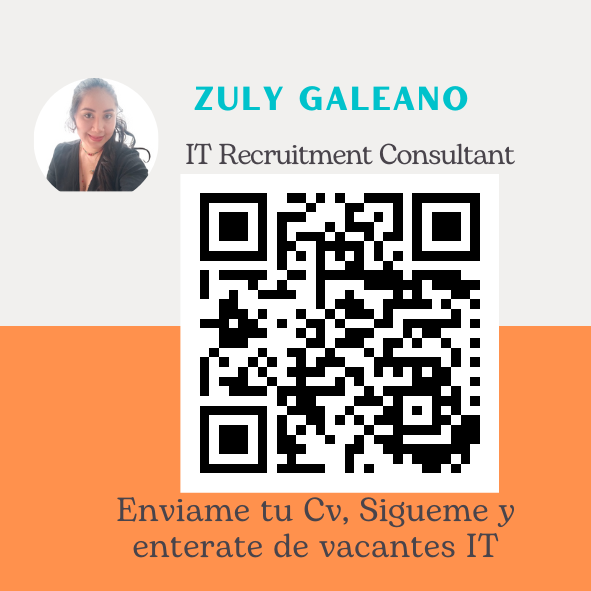 ZULY GALEANO
IT Recruitment Consultant
Enviame tu Cv, Sigueme y
enterate de vacantes IT